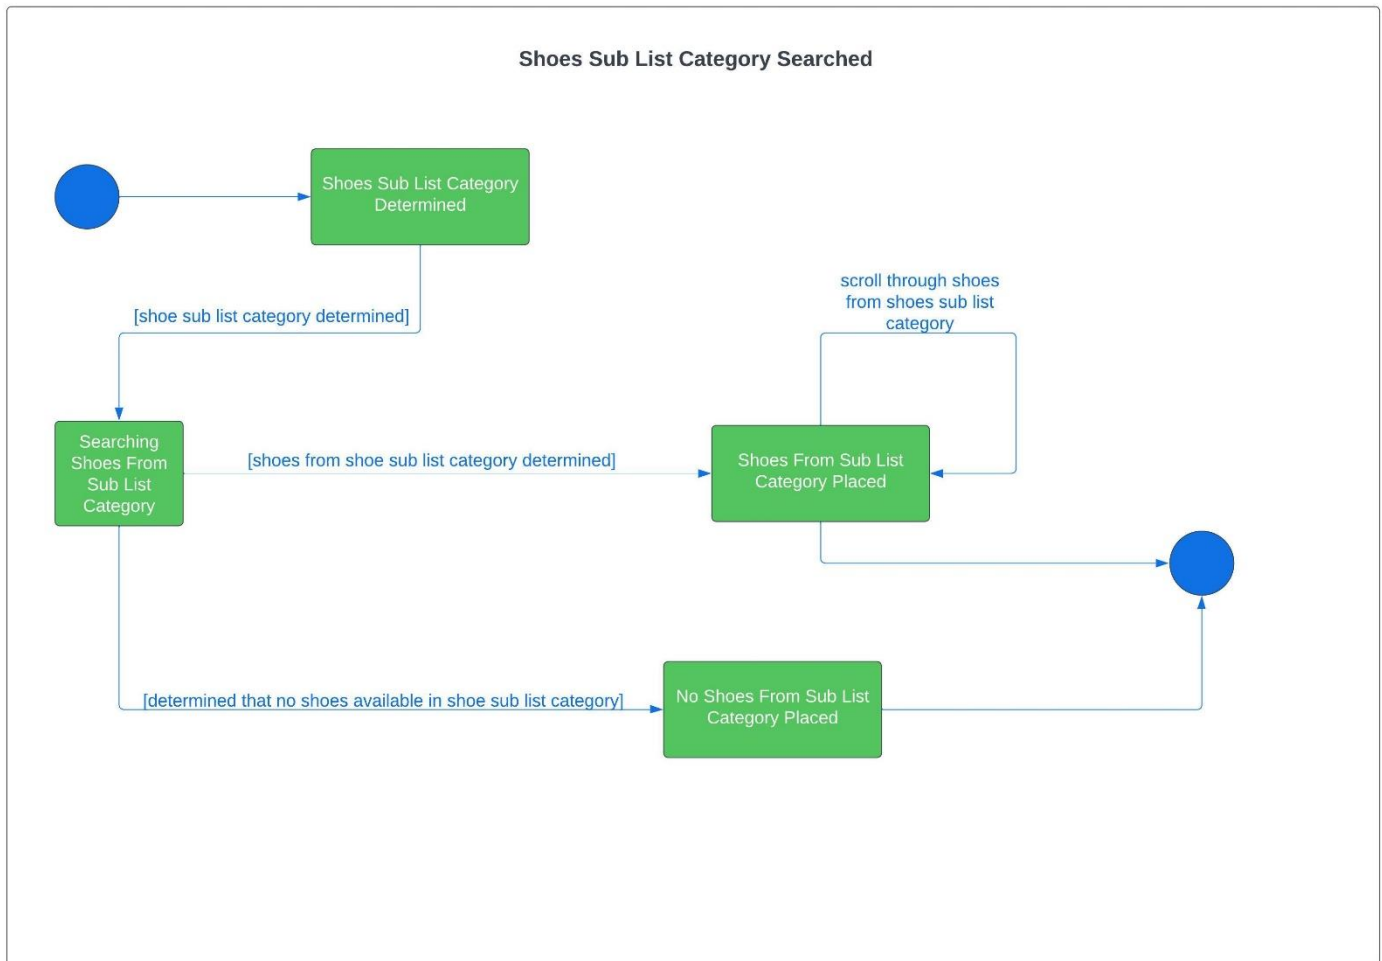 Shoes Sub List Category Searched
Shoes Sub List Category
Determined
[shoe sub list category determined]
scroll through shoes
from shoes sub list
category
Searching
Shoes From
Sub List
Category
[shoes from shoe sub list category determined]
Shoes From Sub List
Category Placed
[determined that no shoes available in shoe sub list category]
No Shoes From Sub List
Category Placed